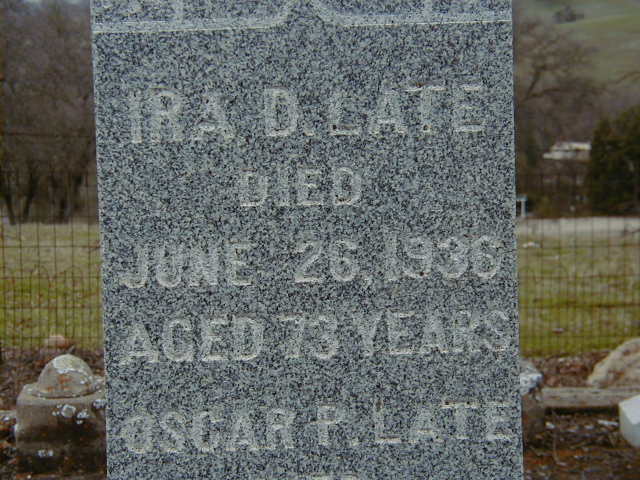 IRA D. LATE
DIED
JUNE 26, 1936
AGED 73 YEARS
OSCAR P. LATE